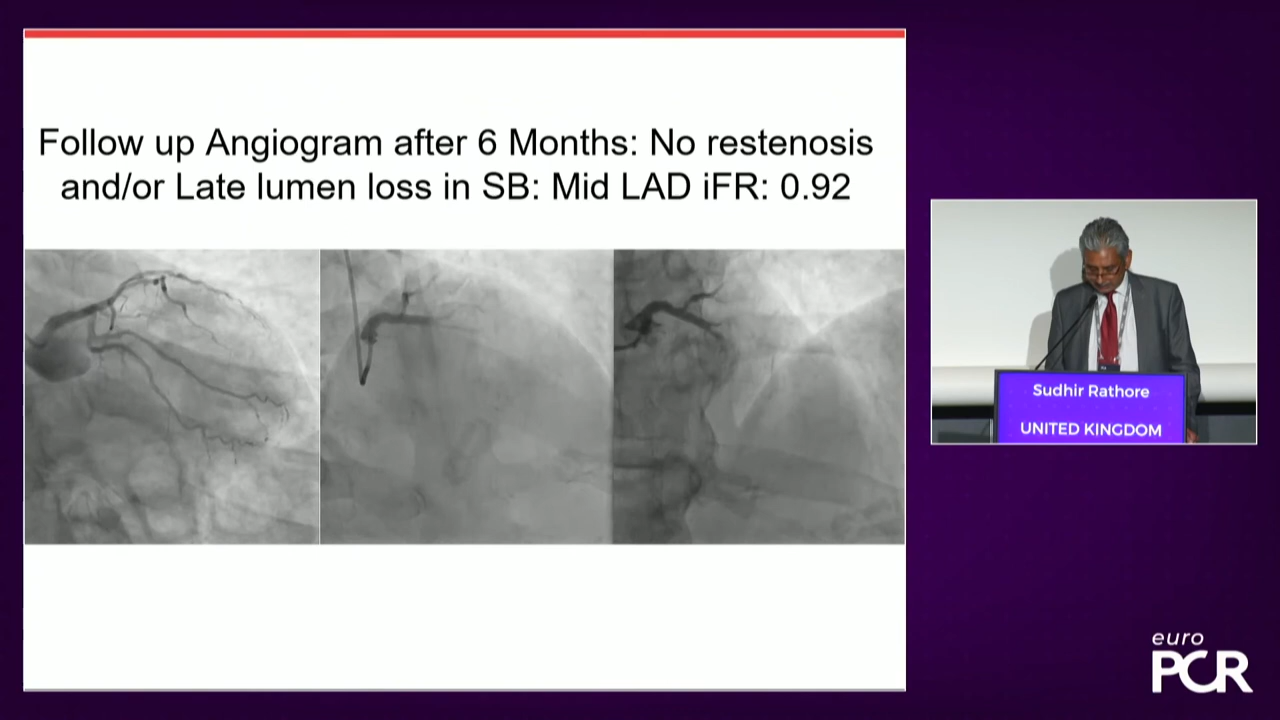 Follow up Angiogram after 6 Months: No restenosis
and/or Late lumen loss in SB: Mid LAD iFR: 0.92
Sudhir Rathore
UNITED KINGDOM
euro
PCR